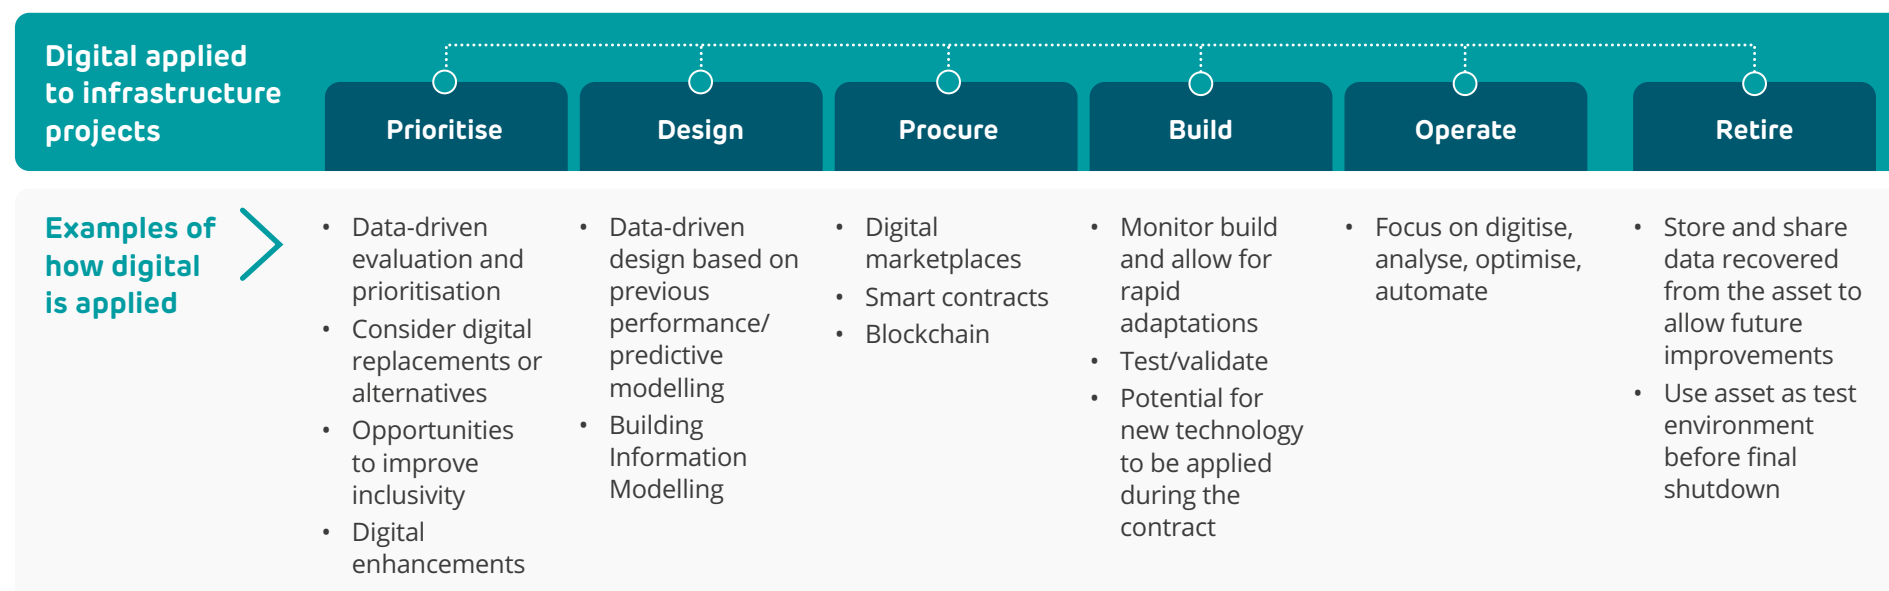 Digital applied
to infrastructure
projects
Prioritise
Design
Procure
Build
Operate
Retire
Examples of
how digital
is applied
• Data-driven
evaluation and
prioritisation
• Consider digital
replacements or
alternatives
• Opportunities
to improve
inclusivity
• Digital
enhancements
• Data-driven
design based on
previous
performance/
predictive
modelling
• Building
Information
Modelling
• Digital
marketplaces
• Smart contracts
• Blockchain
• Monitor build
and allow for
rapid
adaptations
• Test/validate
• Potential for
new technology
to be applied
during the
contract
• Focus on digitise,
analyse, optimise,
automate
• Store and share
data recovered
from the asset to
allow future
improvements
• Use asset as test
environment
before final
shutdown